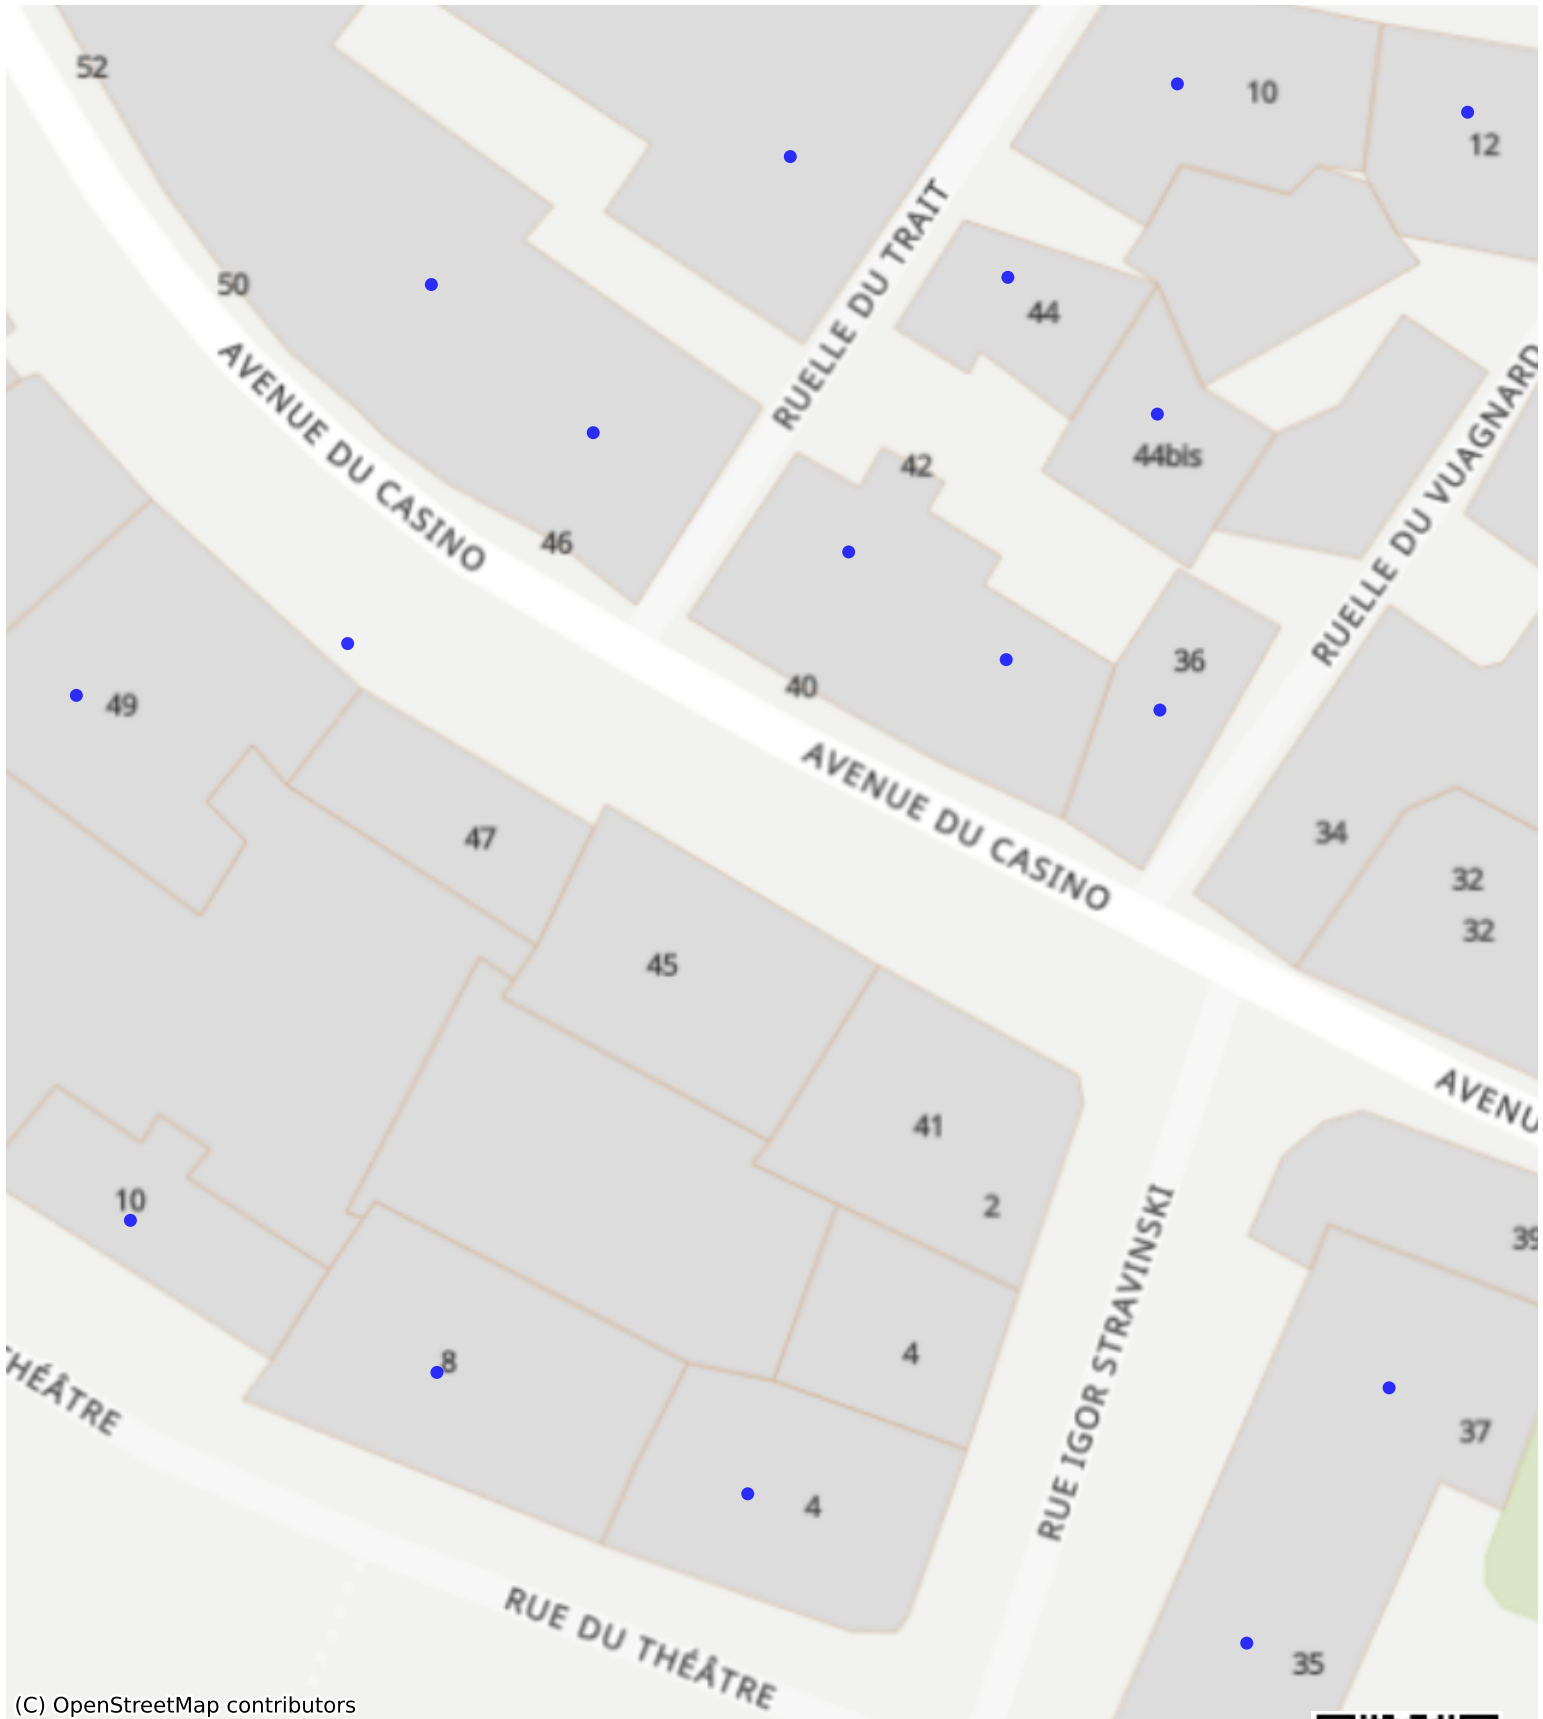 52
10
12
RUELLE DU TRAIT
50
44
AVENUE DU CASINO
RUELLE DU VUAGNARD
42
44bis
46
36
40
49
AVENUE DU CASINO
47
34
32
32
45
AVENU
41
10
2
RUE IGOR STRAVINSKI
39
4
8
HÉÂTRE
37
4
RUE DU THÉÂTRE
35
(C) OpenStreetMap contributors